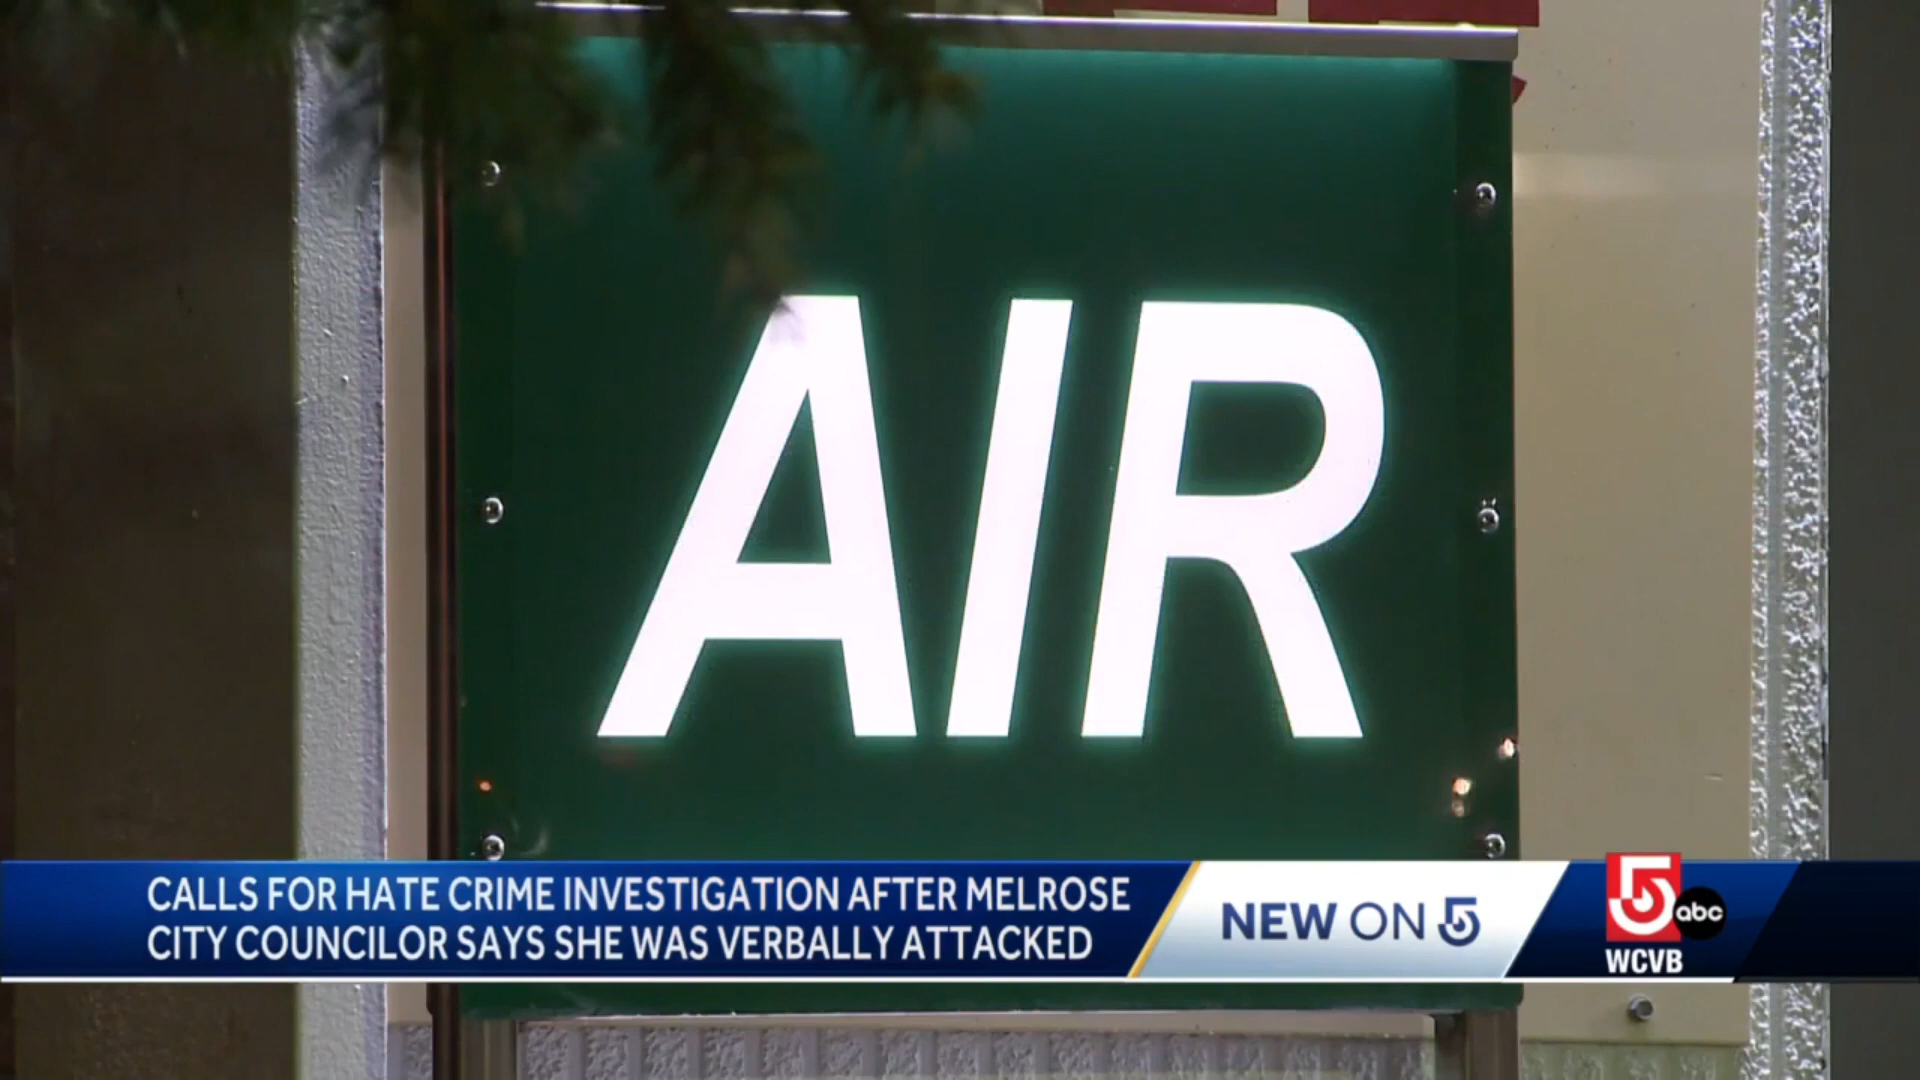 AIR
CALLS FOR HATE CRIME INVESTIGATION AFTER MELROSE
CITY COUNCILOR SAYS SHE WAS VERBALLY ATTACKED
NEW ON 5
5 abc
WCVB